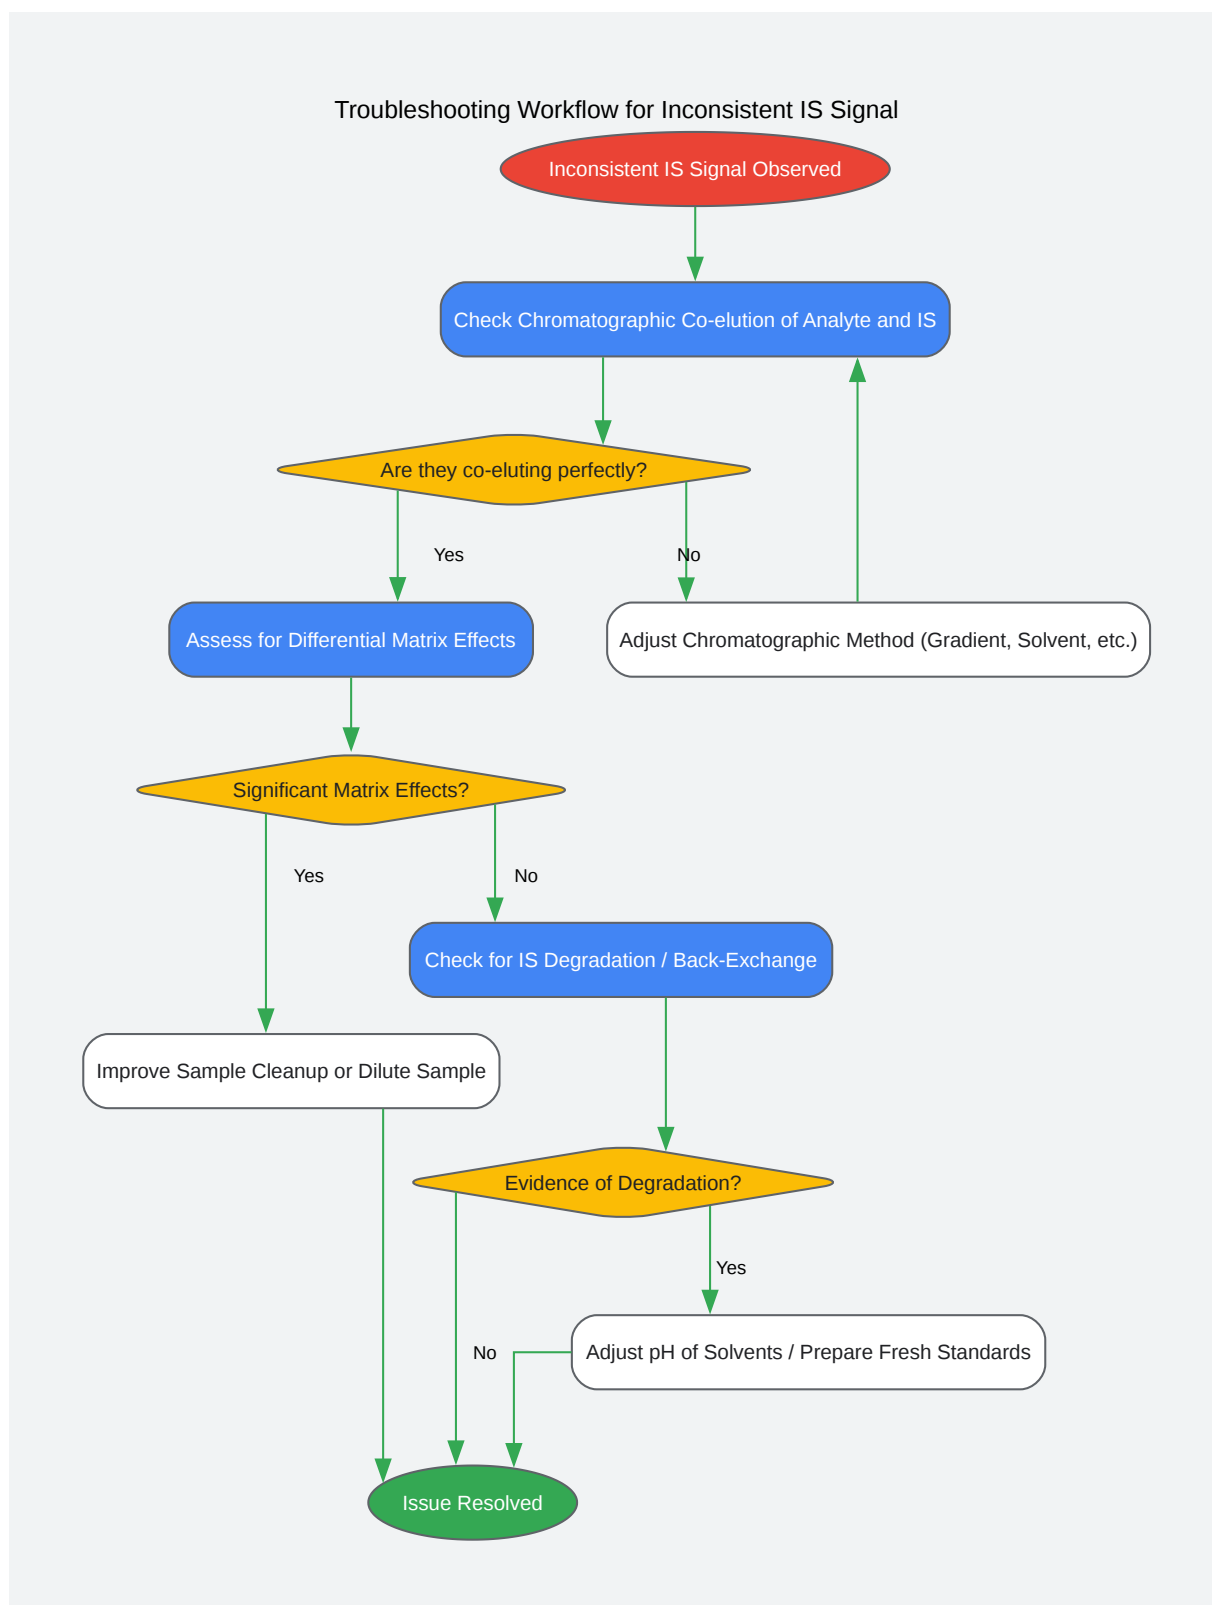 Troubleshooting Workflow for Inconsistent IS Signal
Inconsistent IS Signal Observed
Check Chromatographic Co-elution of Analyte and IS
Are they co-eluting perfectly?
Yes
No
Assess for Differential Matrix Effects
Adjust Chromatographic Method (Gradient, Solvent, etc.)
Significant Matrix Effects?
Yes
No
Check for IS Degradation / Back-Exchange
Improve Sample Cleanup or Dilute Sample
Evidence of Degradation?
Yes
No
Adjust pH of Solvents / Prepare Fresh Standards
Issue Resolved